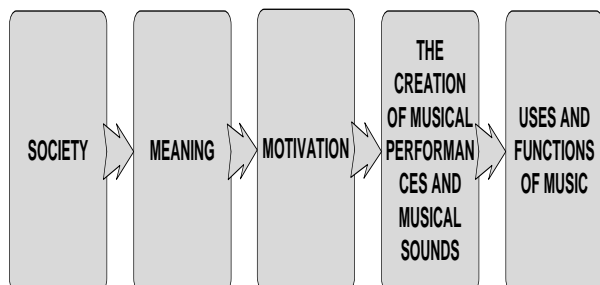 SOCIETY
MEANING
MOTIVATION
THE
CREATION
OF MUSICAL
PERFORMAN
CES AND
MUSICAL
SOUNDS
USES AND
FUNCTIONS
OF MUSIC